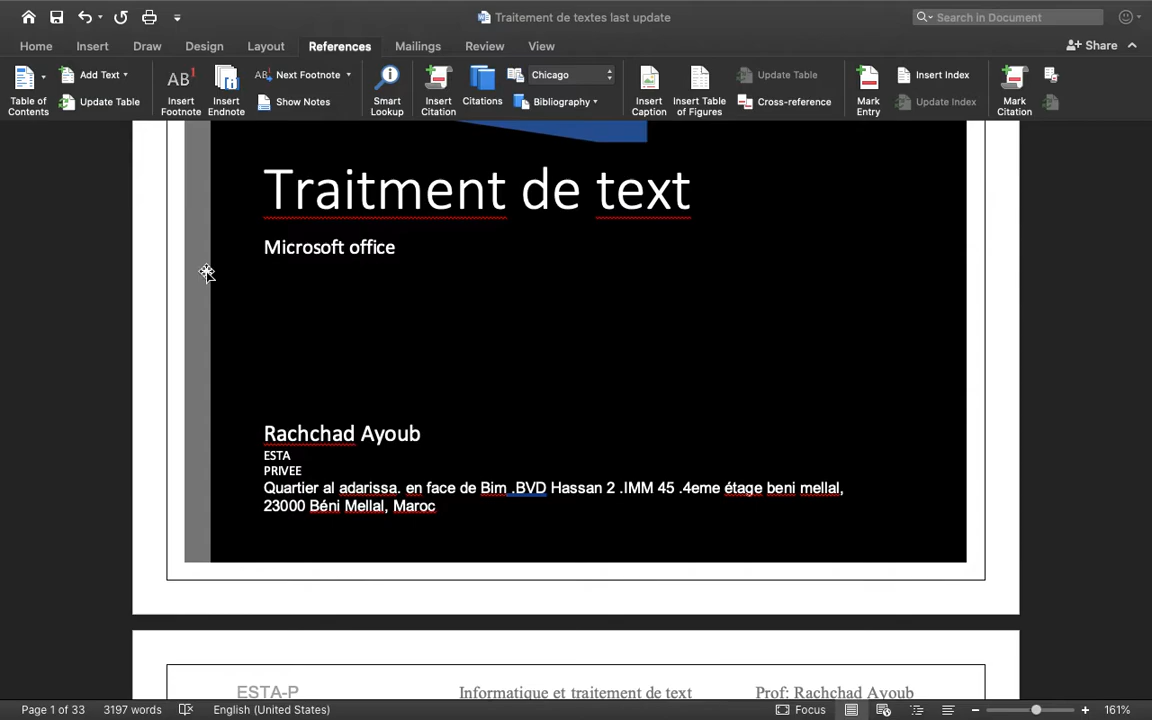 Traitement de textes last update
Search in Document
Home Insert Draw Design Layout References Mailings Review View
Share
Table of Contents
Add Text
Update Table
AB1
Insert Footnote
Insert Endnote
AB Next Footnote
Show Notes
Smart Lookup
Insert Citation
Citations
Chicago
Bibliography
Insert Caption
Insert Table of Figures
Update Table
Cross-reference
Mark Entry
Insert Index
Update Index
Mark Citation
Traitment de text
Microsoft office
Rachchad Ayoub
ESTA
PRIVEE
Quartier al adarissa. en face de Bim .BVD Hassan 2 .IMM 45 .4eme étage beni mellal,
23000 Béni Mellal, Maroc
ESTA-P Informatique et traitement de text Prof: Rachchad Ayoub
Page 1 of 33 3197 words English (United States) Focus 161%